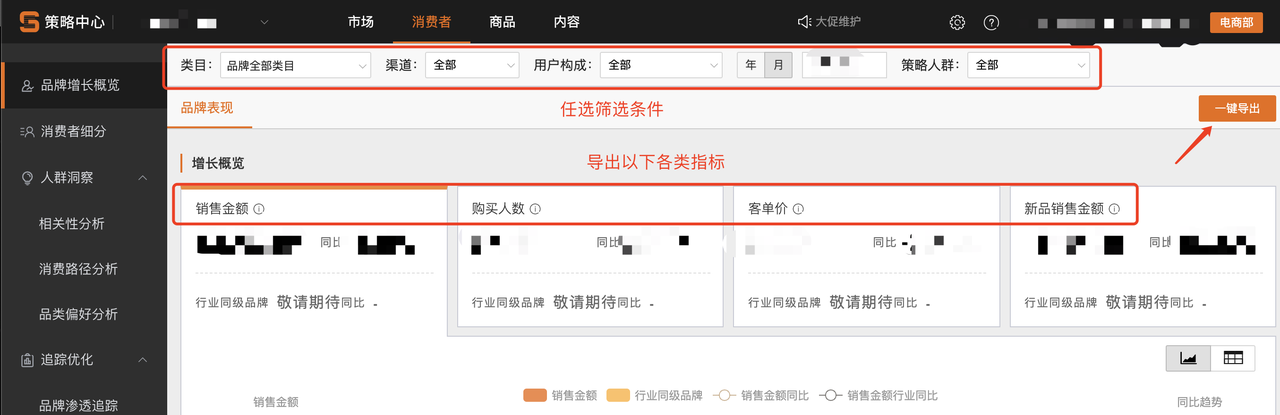 策略中心
市场 消费者 商品 内容
大促维护
电商部
类目： 品牌全部类目 渠道： 全部 用户构成： 全部 年 月 策略人群： 全部
品牌增长概览
消费者细分
人群洞察
相关性分析
消费路径分析
品类偏好分析
追踪优化
品牌渗透追踪
品牌表现
任选筛选条件
一键导出
增长概览
导出以下各类指标
销售金额 购买人数 客单价 新品销售金额
同比 同比 同比 同比
行业同级品牌 敬请期待 同比 - 行业同级品牌 敬请期待 同比 - 行业同级品牌 敬请期待 同比 - 行业同级品牌 敬请期待 同比 -
销售金额 行业同级品牌 销售金额同比 销售金额行业同比
销售金额 同比趋势